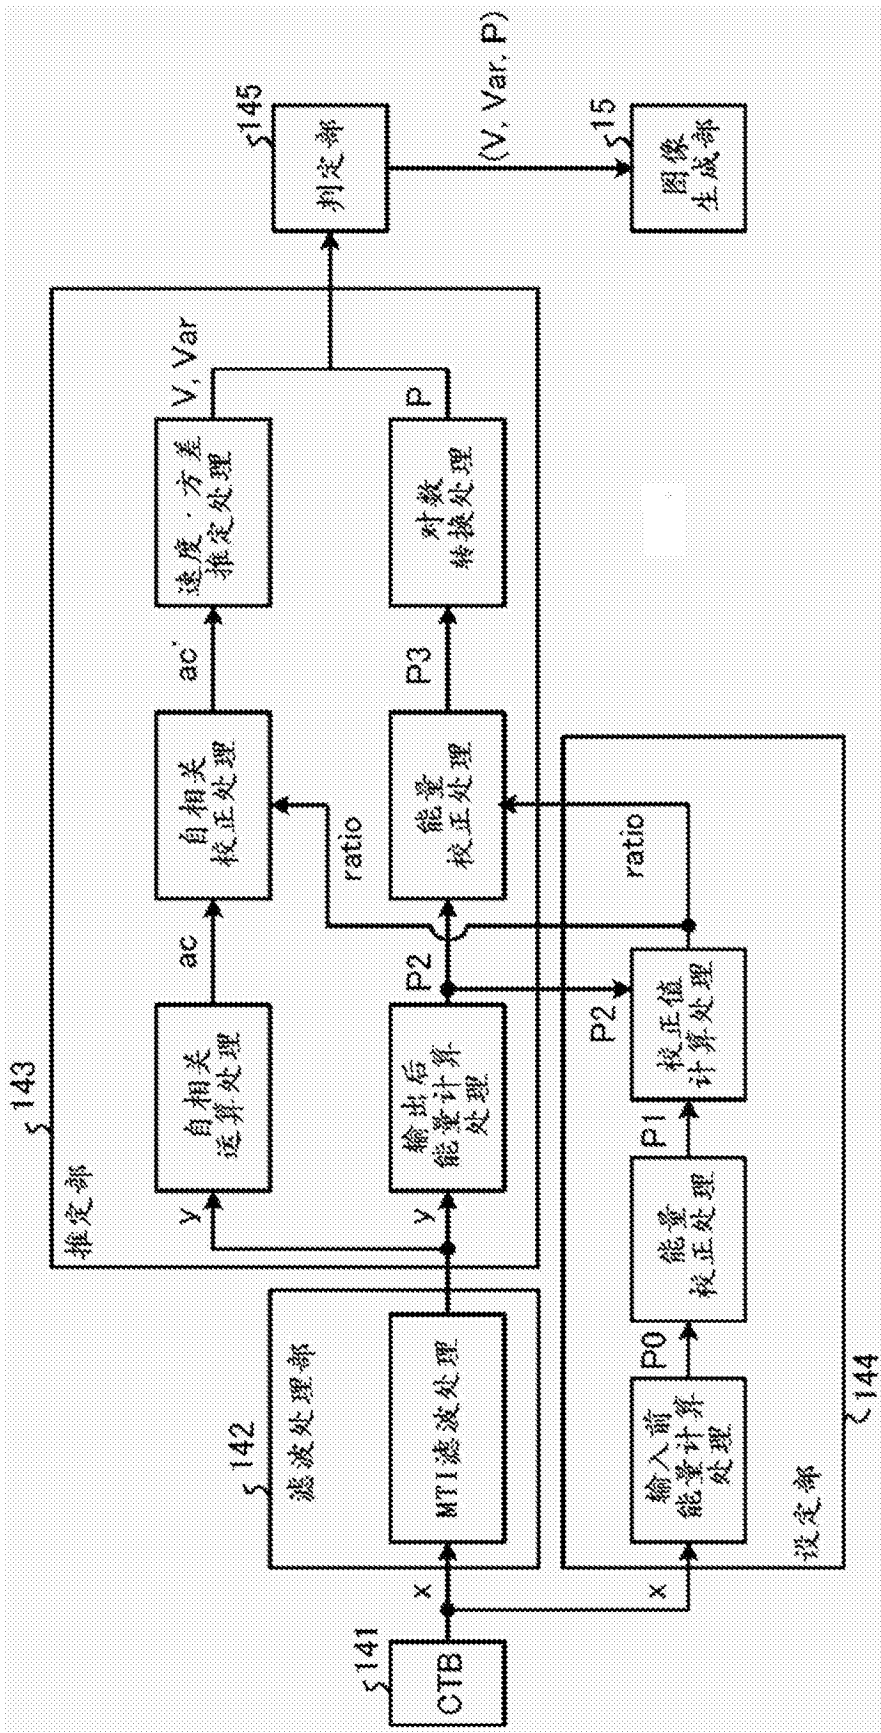 141
CTB
x
x
142
滤波处理部
MTI滤波处理
143
推定部
y
自相关
运算处理
ac
自相关
校正处理
ac'
速度·方差
推定处理
V, Var
y
输出后
能量计算
处理
P2
能量
校正处理
P3
对数
转换处理
P
ratio
ratio
144
设定部
输入前
能量计算
处理
P0
能量
校正处理
P1
P2
校正值
计算处理
145
判定部
(V, Var, P)
15
图像
生成部